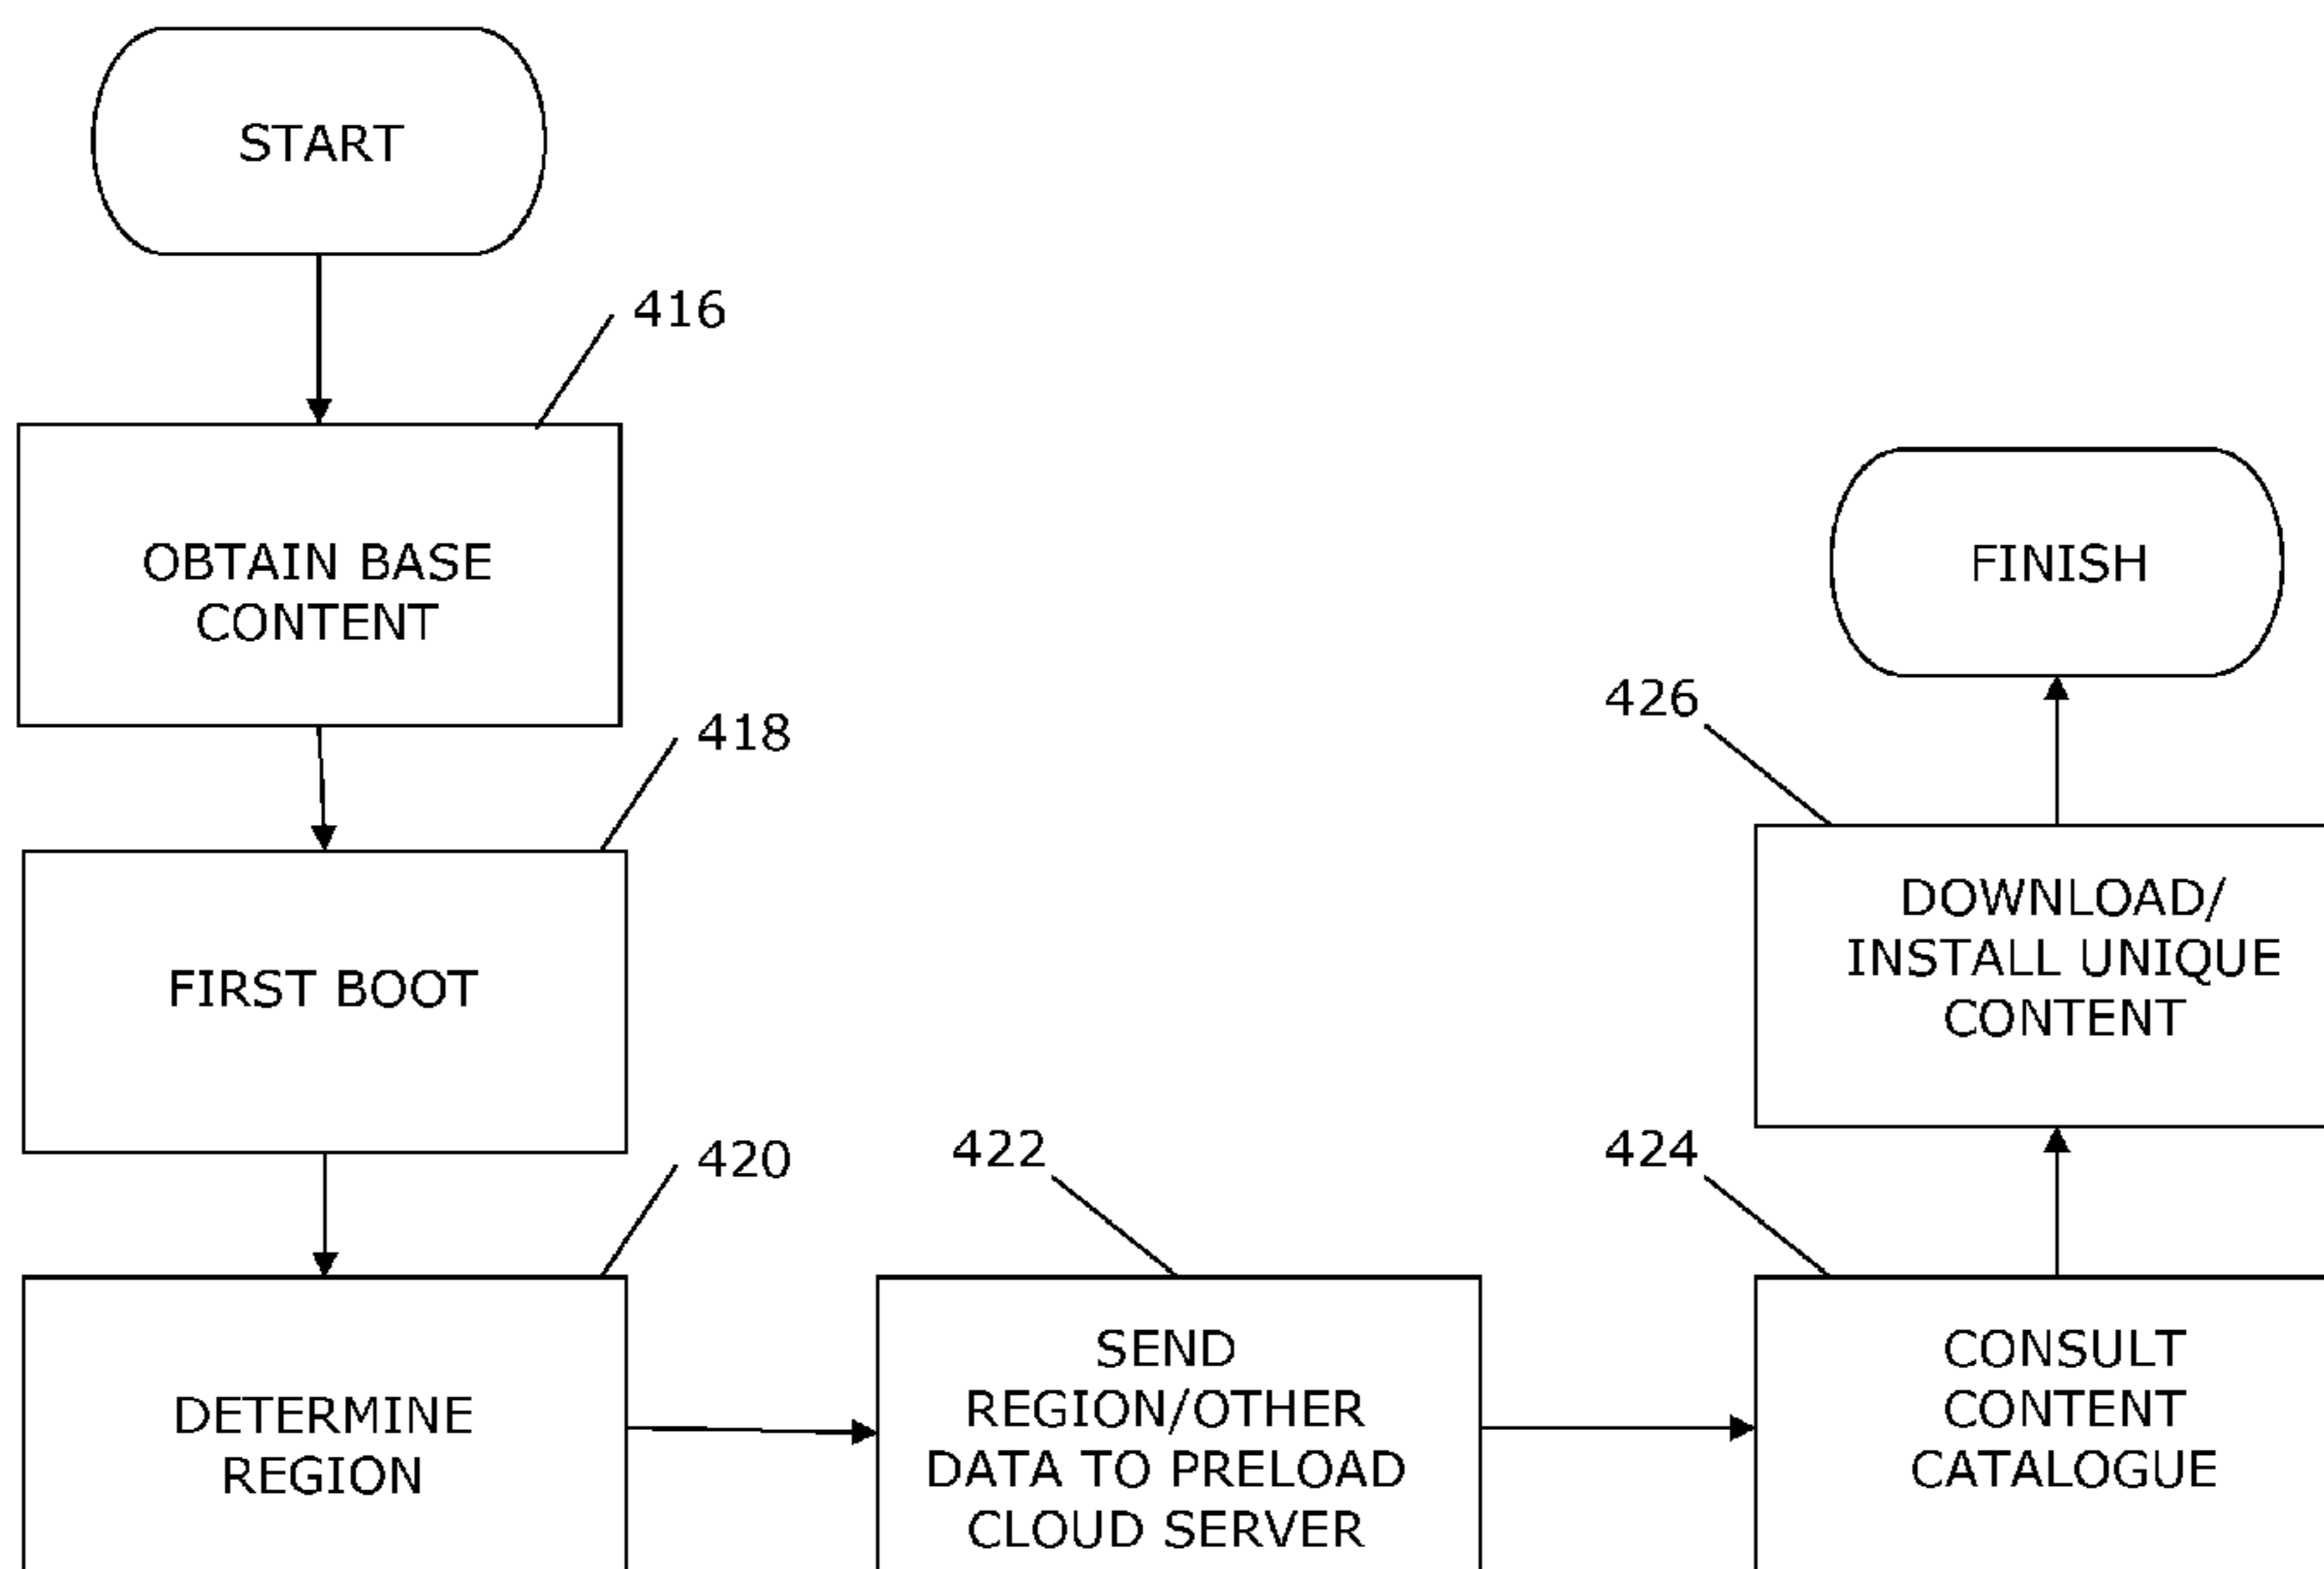 START
416
OBTAIN BASE
CONTENT
418
FIRST BOOT
420
DETERMINE
REGION
422
SEND
REGION/OTHER
DATA TO PRELOAD
CLOUD SERVER
424
CONSULT
CONTENT
CATALOGUE
426
DOWNLOAD/
INSTALL UNIQUE
CONTENT
FINISH